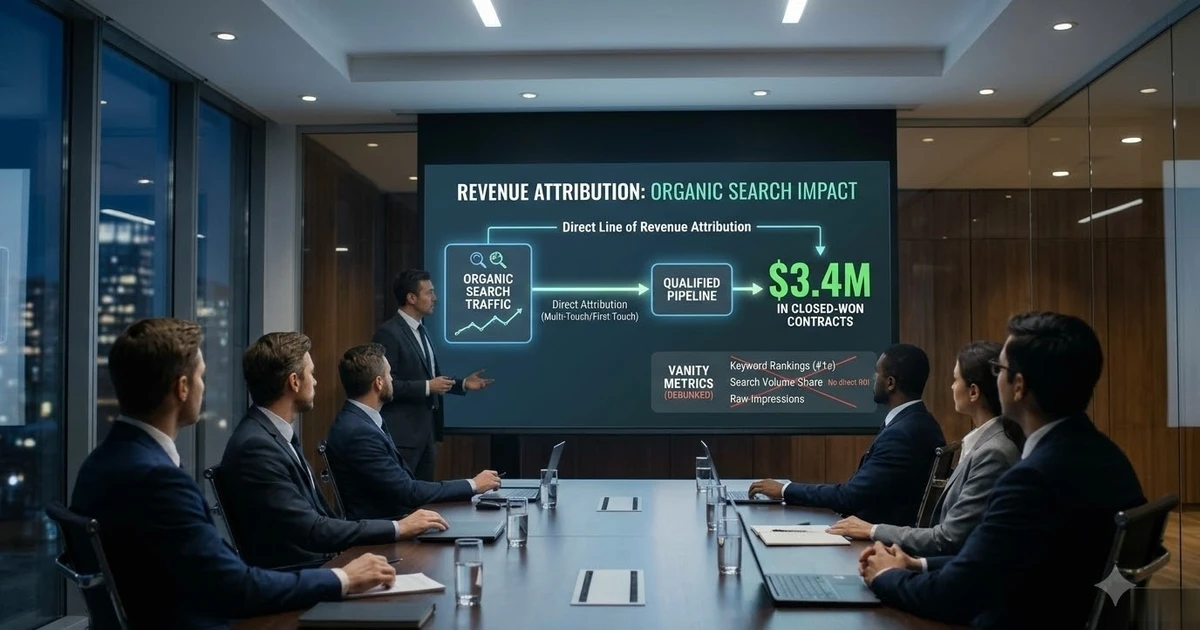 REVENUE ATTRIBUTION: ORGANIC SEARCH IMPACT
Direct Line of Revenue Attribution
ORGANIC
SEARCH
TRAFFIC
Direct Attribution
(Multi-Touch/First Touch)
QUALIFIED
PIPELINE
$3.4M
IN CLOSED-WON
CONTRACTS
VANITY
METRICS
(DEBUNKED)
Keyword Rankings
Search Volume Share No direct ROI
Raw Impressions